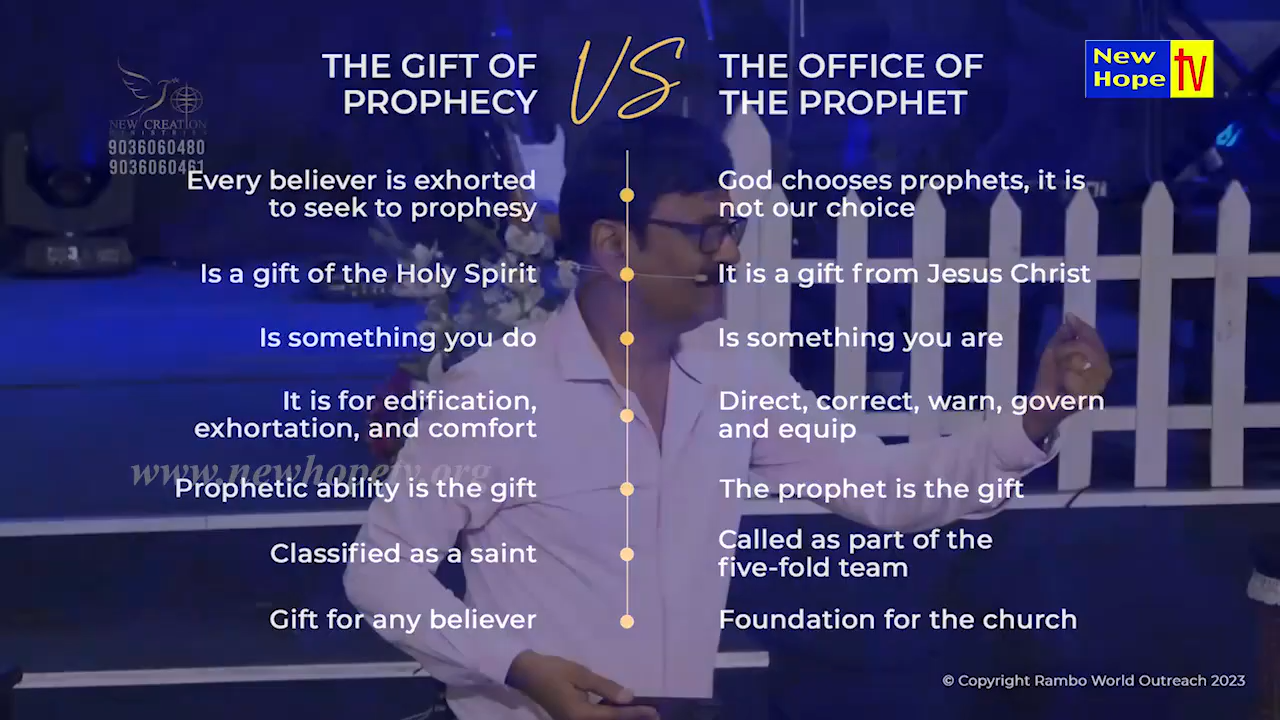 THE GIFT OF
PROPHECY
VS
THE OFFICE OF
THE PROPHET
New
Hope
TV
NEW CREATION
MINISTRIES
9036060480
9036060461
Every believer is exhorted
to seek to prophesy
God chooses prophets, it is
not our choice
Is a gift of the Holy Spirit
It is a gift from Jesus Christ
Is something you do
Is something you are
It is for edification,
exhortation, and comfort
Direct, correct, warn, govern
and equip
www.newhopetv.org
Prophetic ability is the gift
The prophet is the gift
Classified as a saint
Called as part of the
five-fold team
Gift for any believer
Foundation for the church
© Copyright Rambo World Outreach 2023